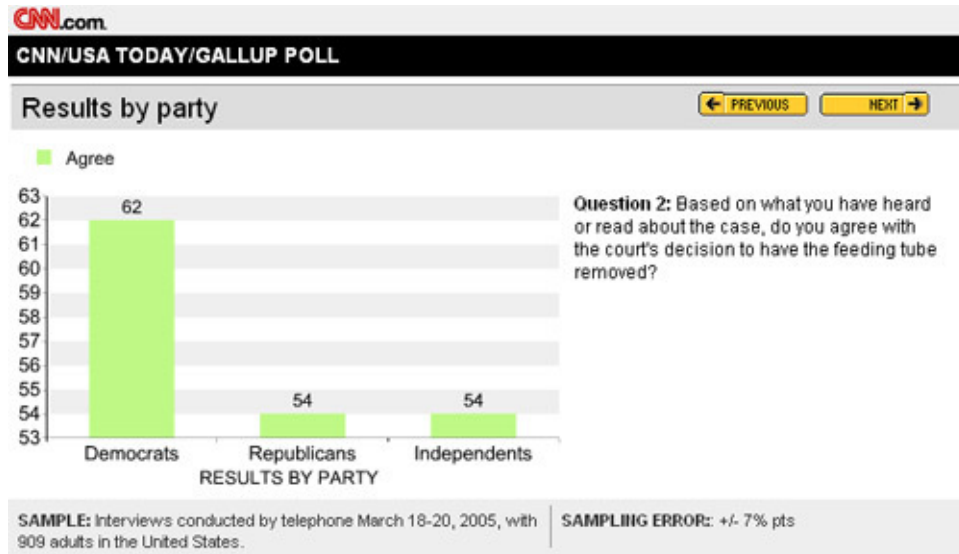 CNN.com
CNN/USA TODAY/GALLUP POLL
Results by party
PREVIOUS
NEXT
Agree
63
62
61
60
59
58
57
56
55
54
53
62
54
54
Democrats
Republicans
Independents
RESULTS BY PARTY
Question 2: Based on what you have heard
or read about the case, do you agree with
the court's decision to have the feeding tube
removed?
SAMPLE: Interviews conducted by telephone March 18-20, 2005, with
909 adults in the United States.
SAMPLING ERROR: +/- 7% pts